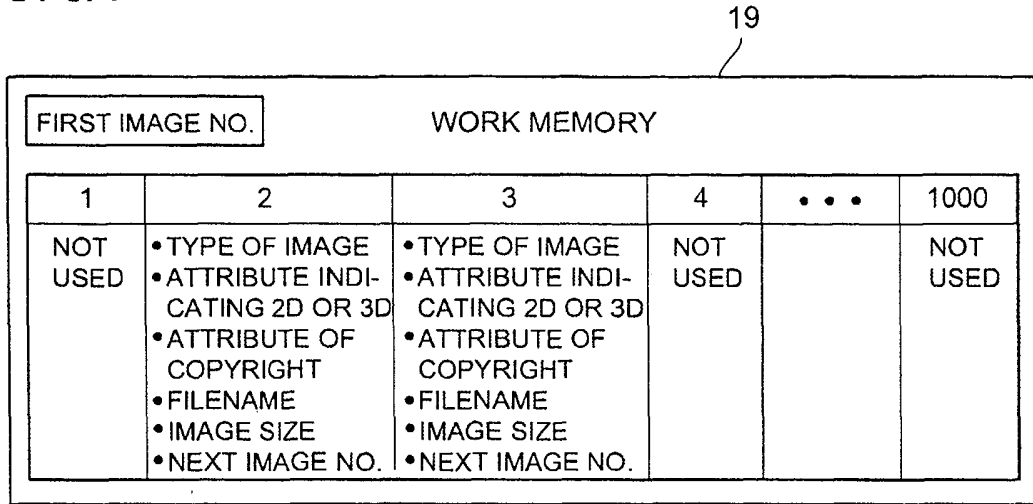 19
FIRST IMAGE NO.
WORK MEMORY
1 2 3 4 • • • 1000
NOT USED
• TYPE OF IMAGE
• ATTRIBUTE INDI-
CATING 2D OR 3D
• ATTRIBUTE OF
COPYRIGHT
• FILENAME
• IMAGE SIZE
• NEXT IMAGE NO.
• TYPE OF IMAGE
• ATTRIBUTE INDI-
CATING 2D OR 3D
• ATTRIBUTE OF
COPYRIGHT
• FILENAME
• IMAGE SIZE
• NEXT IMAGE NO.
NOT
USED
NOT
USED